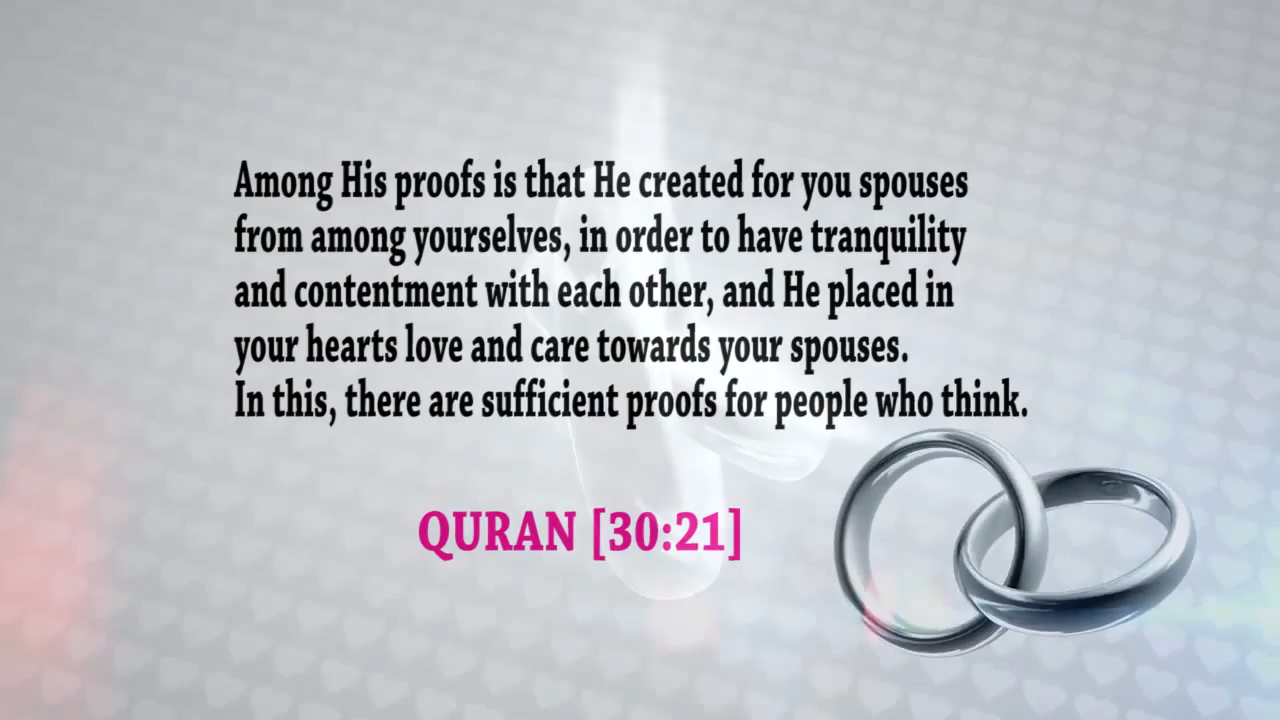 Among His proofs is that He created for you spouses
from among yourselves, in order to have tranquility
and contentment with each other, and He placed in
your hearts love and care towards your spouses.
In this, there are sufficient proofs for people who think.
QURAN [30:21]